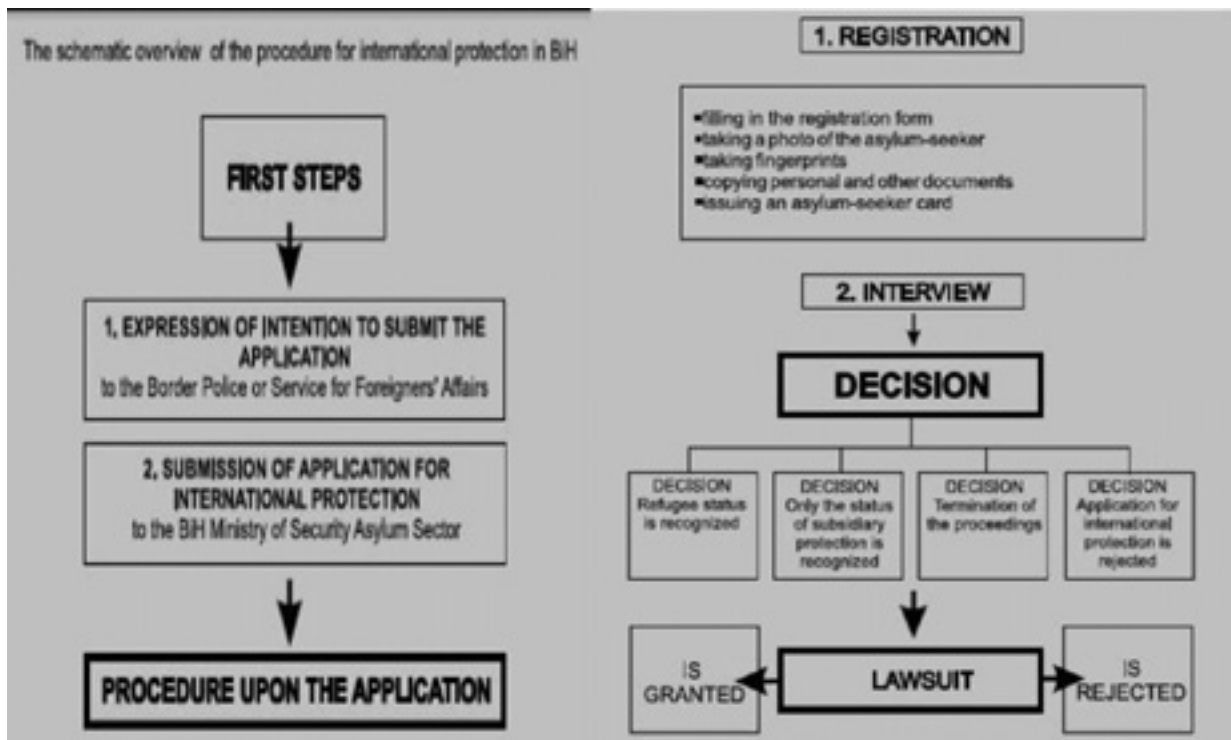 The schematic overview of the procedure for international protection in BiH
FIRST STEPS
1, EXPRESSION OF INTENTION TO SUBMIT THE
APPLICATION
to the Border Police or Service for Foreigners' Affairs
2, SUBMISSION OF APPLICATION FOR
INTERNATIONAL PROTECTION
to the BiH Ministry of Security Asylum Sector
PROCEDURE UPON THE APPLICATION
1. REGISTRATION
▪filling in the registration form
▪taking a photo of the asylum-seeker
▪taking fingerprints
▪copying personal and other documents
▪issuing an asylum-seeker card
2. INTERVIEW
DECISION
DECISION
Refugee status
is recognized
DECISION
Only the status
of subsidiary
protection is
recognized
DECISION
Termination of
the proceedings
DECISION
Application for
international
protection is
rejected
IS
GRANTED
LAWSUIT
IS
REJECTED